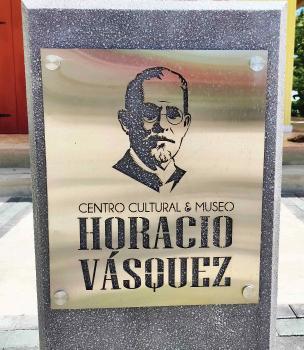 CENTRO CULTURAL & MUSEO
HORACIO
VÁSQUEZ